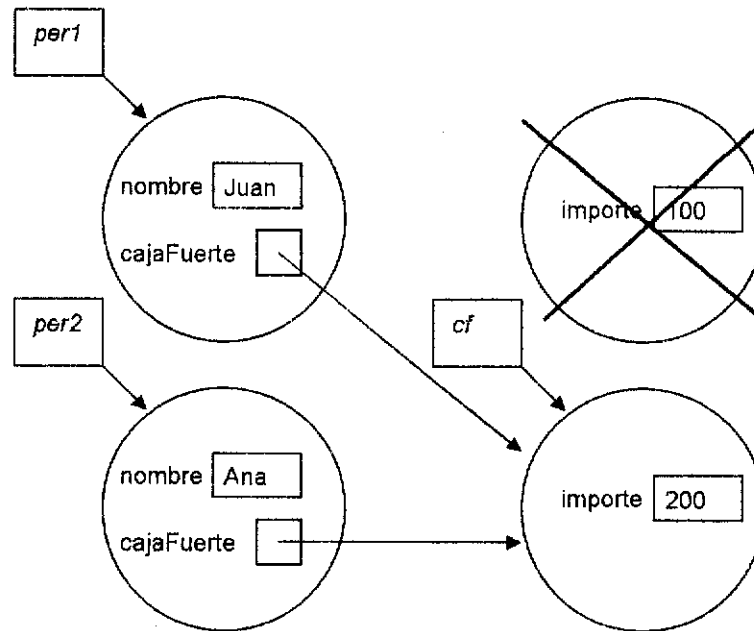 per1
nombre Juan
cajaFuerte
importe 100
per2
cf
nombre Ana
cajaFuerte
importe 200